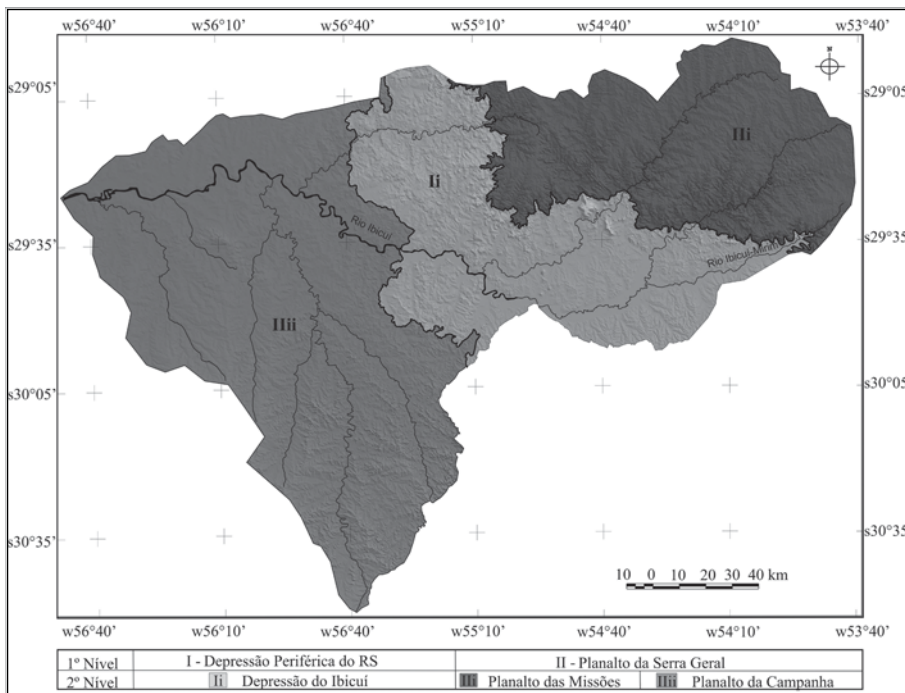 w56°40' w56°10' w56°40' w55°10' w54°40' w54°10' w53°40'
N
s29°05' s29°05'
IIi
Ii
Rio Ibicuí
s29°35' s29°35'
Rio Ibicuí-Mirim
IIii
s30°05' s30°05'
s30°35' s30°35'
10 0 10 20 30 40 km
w56°40' w56°10' w56°40' w55°10' w54°40' w54°10' w53°40'
1º Nível I - Depressão Periférica do RS II - Planalto da Serra Geral
2º Nível Ii Depressão do Ibicuí IIi Planalto das Missões IIii Planalto da Campanha